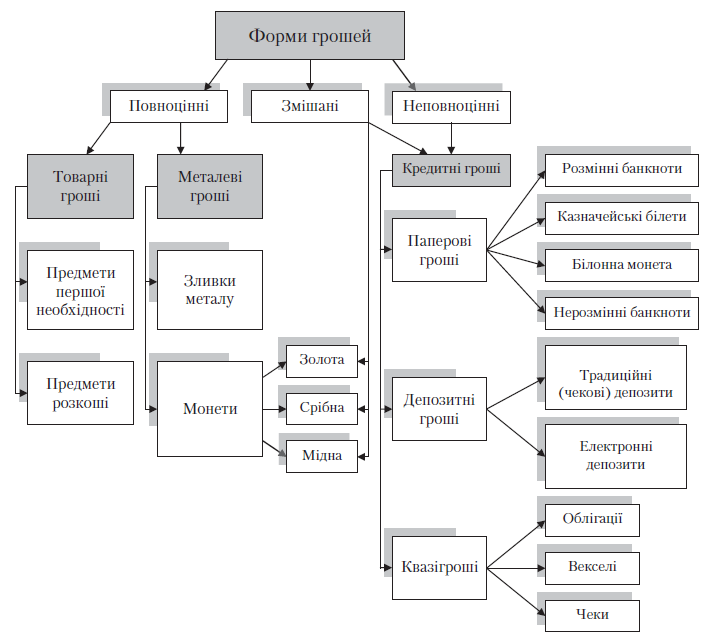 Форми грошей
Повноцінні
Змішані
Неповноцінні
Товарні
гроші
Металеві
гроші
Кредитні гроші
Предмети
першої
необхідності
Предмети
розкоші
Зливки
металу
Монети
Золота
Срібна
Мідна
Паперові
гроші
Розмінні банкноти
Казначейські білети
Білонна монета
Нерозмінні банкноти
Депозитні
гроші
Традиційні
(чекові) депозити
Електронні
депозити
Квазігроші
Облігації
Векселі
Чеки